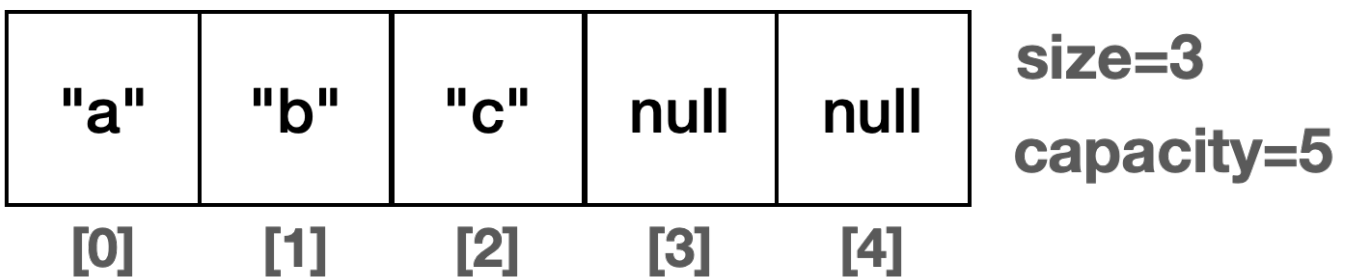 "a" "b" "c" null null
[0] [1] [2] [3] [4]
size=3
capacity=5